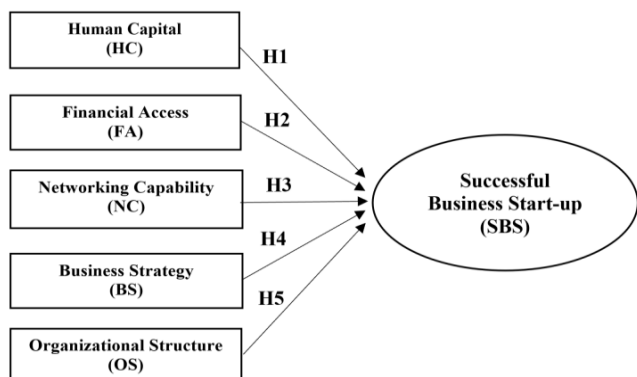 Human Capital
(HC)
H1
Financial Access
(FA)
H2
Networking Capability
(NC)
H3
Successful
Business Start-up
(SBS)
H4
Business Strategy
(BS)
H5
Organizational Structure
(OS)